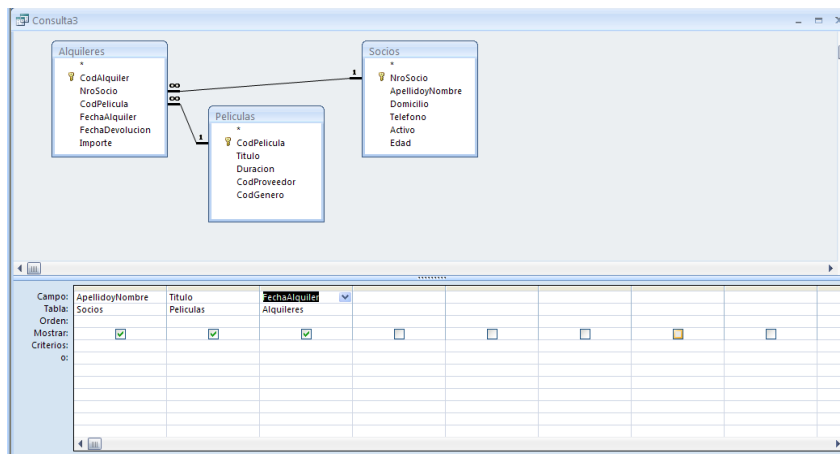 Consulta3
Alquileres
*
CodAlquiler
NroSocio
CodPelicula
FechaAlquiler
FechaDevolucion
Importe
∞
∞
1
1
Peliculas
*
CodPelicula
Titulo
Duracion
CodProveedor
CodGenero
Socios
*
NroSocio
ApellidoyNombre
Domicilio
Telefono
Activo
Edad
Campo: ApellidoyNombre Titulo FechaAlquiler
Tabla: Socios Peliculas Alquileres
Orden:
Mostrar:
Criterios:
o: